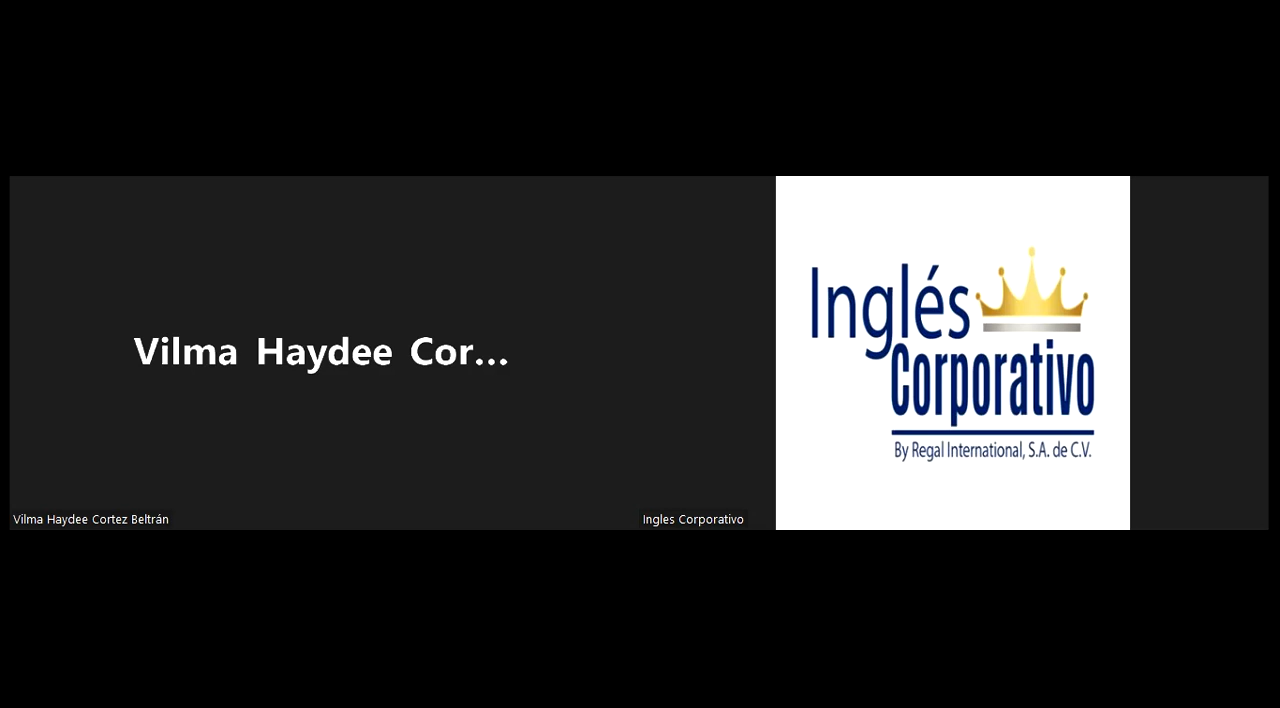 Vilma Haydee Cor...
Vilma Haydee Cortez Beltrán
Ingles Corporativo
Inglés
Corporativo
By Regal International, S.A. de C.V.